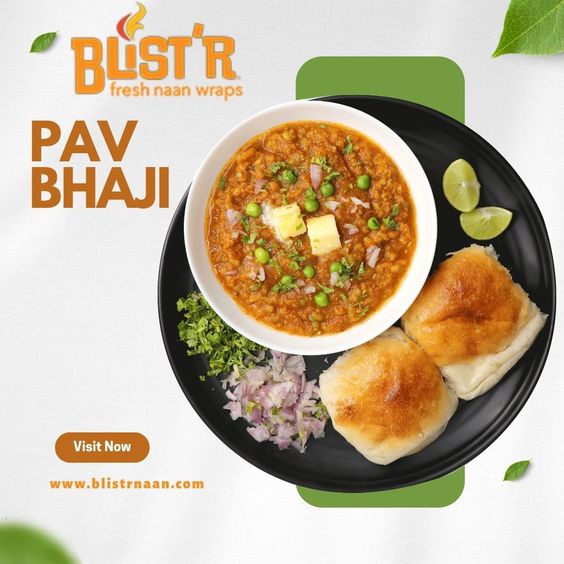 BLIST'R
fresh naan wraps
PAV
BHAJI
Visit Now
www.blistrnaan.com